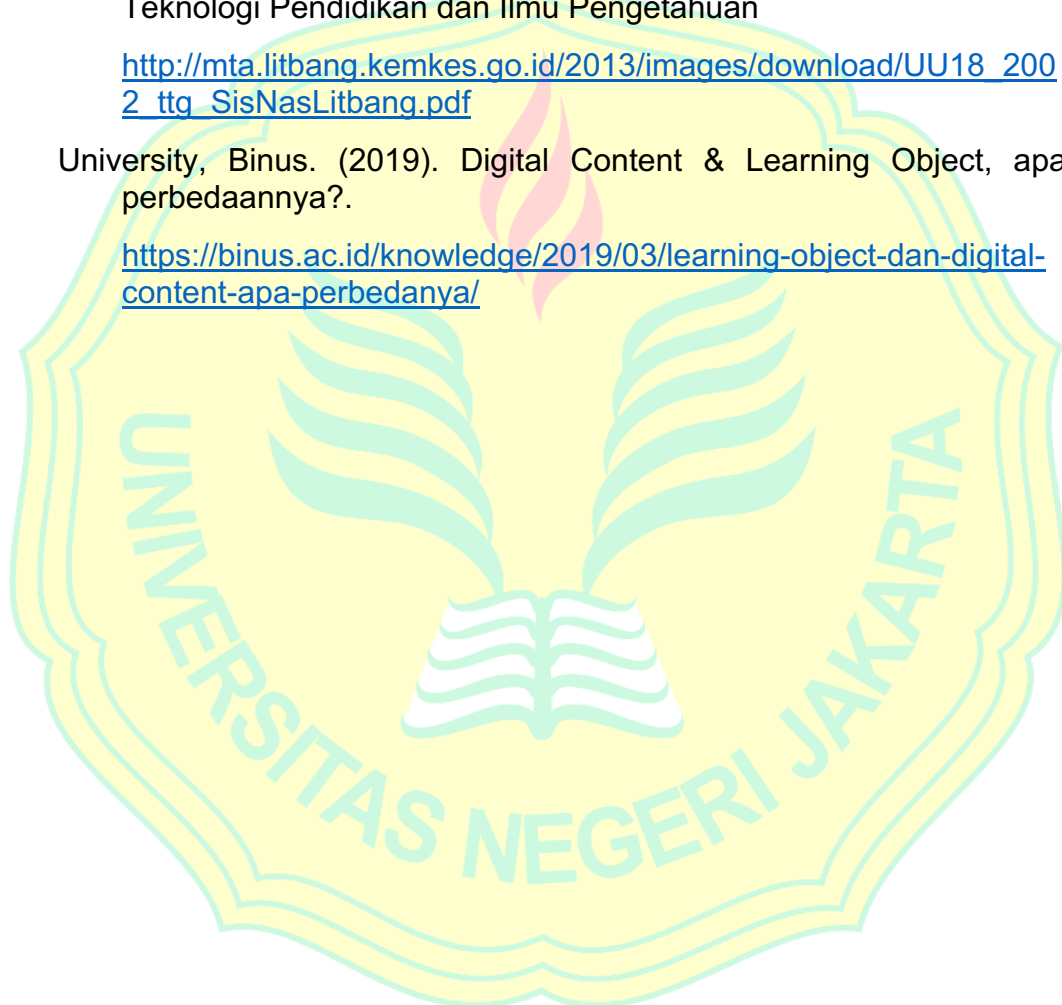 Teknologi Pendidikan dan Ilmu Pengetahuan
http://mta.litbang.kemkes.go.id/2013/images/download/UU18_200
2_ttg_SisNasLitbang.pdf
University, Binus. (2019). Digital Content & Learning Object, apa
perbedaannya?.
https://binus.ac.id/knowledge/2019/03/learning-object-dan-digital-
content-apa-perbedanya/
UNIVERSITAS NEGERI JAKARTA